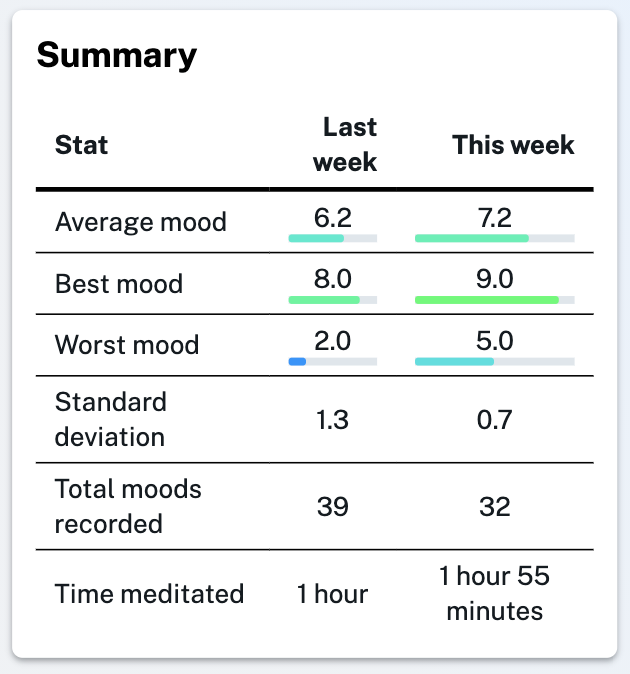 Summary
Stat Last week This week
Average mood 6.2 7.2
Best mood 8.0 9.0
Worst mood 2.0 5.0
Standard deviation 1.3 0.7
Total moods recorded 39 32
Time meditated 1 hour 1 hour 55 minutes